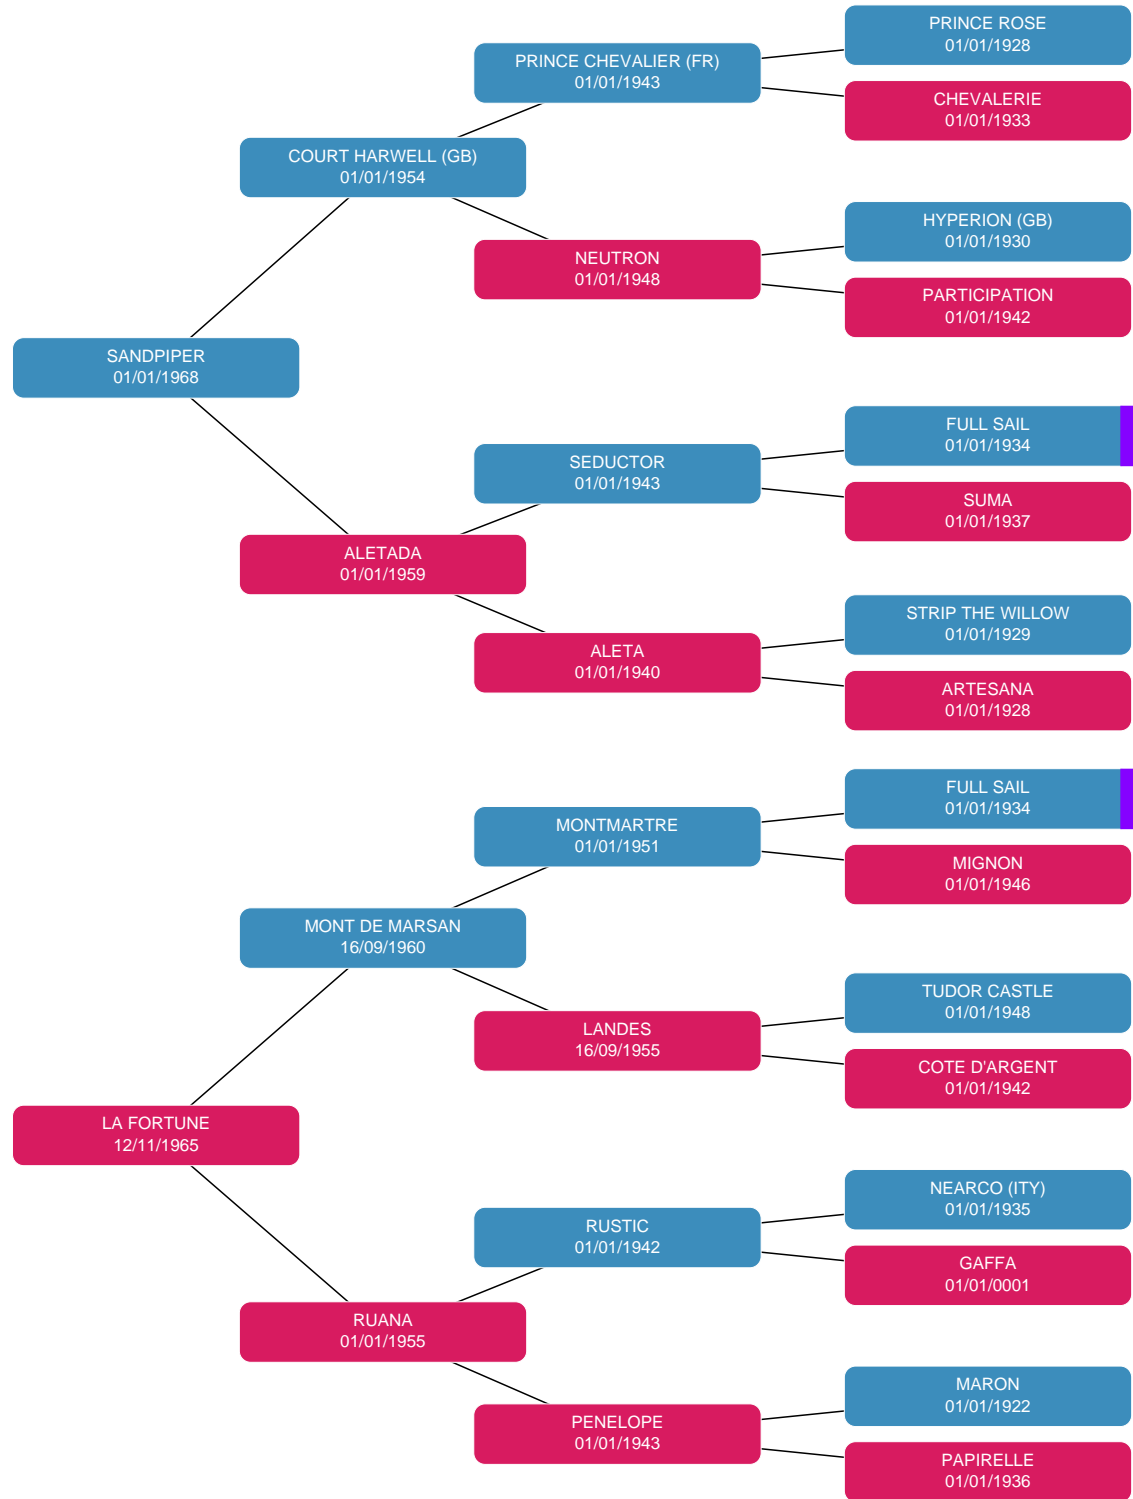 PRINCE ROSE
01/01/1928
PRINCE CHEVALIER (FR)
01/01/1943
CHEVALERIE
01/01/1933
COURT HARWELL (GB)
01/01/1954
HYPERION (GB)
01/01/1930
NEUTRON
01/01/1948
PARTICIPATION
01/01/1942
SANDPIPER
01/01/1968
FULL SAIL
01/01/1934
SEDUCTOR
01/01/1943
SUMA
01/01/1937
ALETADA
01/01/1959
STRIP THE WILLOW
01/01/1929
ALETA
01/01/1940
ARTESANA
01/01/1928
FULL SAIL
01/01/1934
MONTMARTRE
01/01/1951
MIGNON
01/01/1946
MONT DE MARSAN
16/09/1960
TUDOR CASTLE
01/01/1948
LANDES
16/09/1955
COTE D'ARGENT
01/01/1942
LA FORTUNE
12/11/1965
NEARCO (ITY)
01/01/1935
RUSTIC
01/01/1942
GAFFA
01/01/0001
RUANA
01/01/1955
MARON
01/01/1922
PENELOPE
01/01/1943
PAPIRELLE
01/01/1936